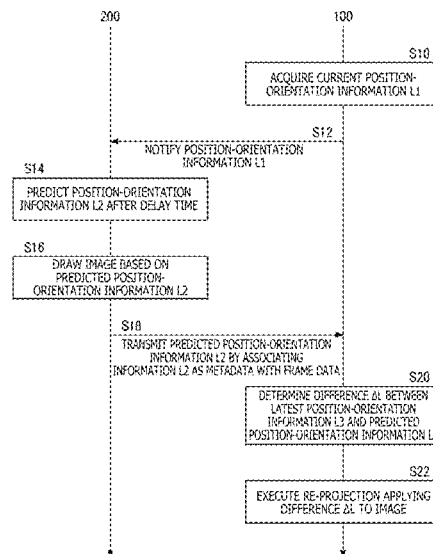 200
100
S10
ACQUIRE CURRENT POSITION-
ORIENTATION INFORMATION L1
S12
NOTIFY POSITION-ORIENTATION
INFORMATION L1
S14
PREDICT POSITION-ORIENTATION
INFORMATION L2 AFTER DELAY TIME
S16
DRAW IMAGE BASED ON
PREDICTED POSITION-
ORIENTATION INFORMATION L2
S18
TRANSMIT PREDICTED POSITION-ORIENTATION
INFORMATION L2 BY ASSOCIATING
INFORMATION L2 AS METADATA WITH FRAME DATA
S20
DETERMINE DIFFERENCE ΔL BETWEEN
LATEST POSITION-ORIENTATION
INFORMATION L3 AND PREDICTED
POSITION-ORIENTATION INFORMATION
S22
EXECUTE RE-PROJECTION APPLYING
DIFFERENCE ΔL TO IMAGE